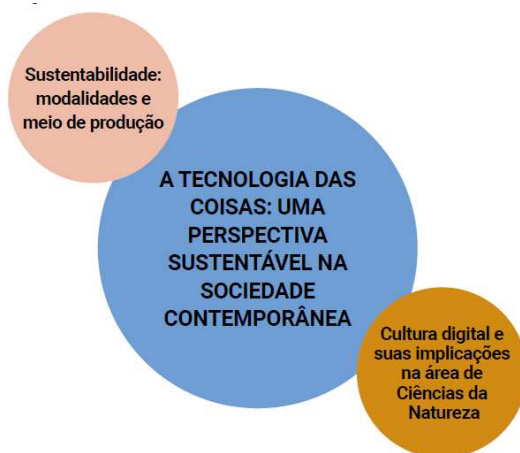 Sustentabilidade:
modalidades e
meio de produção
A TECNOLOGIA DAS
COISAS: UMA
PERSPECTIVA
SUSTENTÁVEL NA
SOCIEDADE
CONTEMPORÂNEA
Cultura digital e
suas implicações
na área de
Ciências da
Natureza